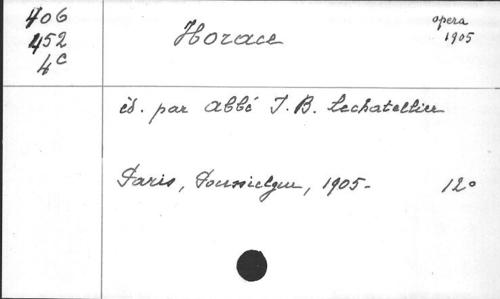 406
452
4c
Horace
opera
1905
éd. par Abbé J. B. Lechatellier
Paris, Poussielgue, 1905-
12°